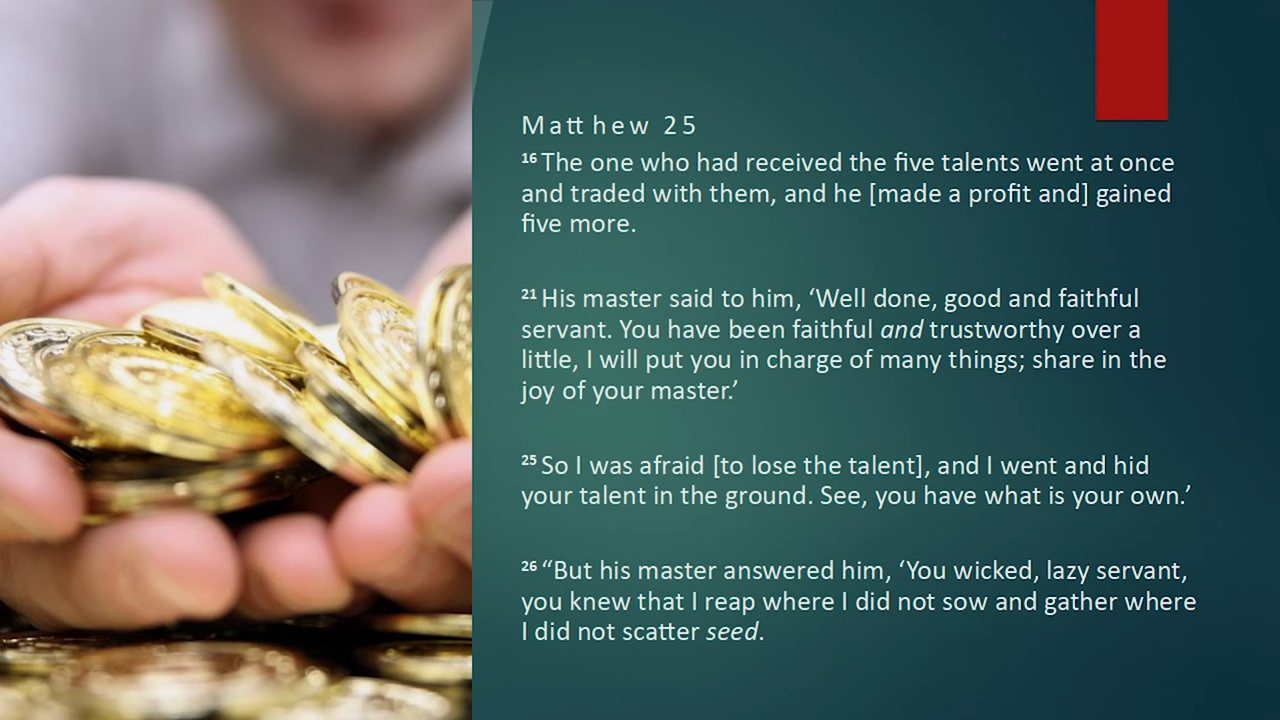 Matthew 25
16 The one who had received the five talents went at once
and traded with them, and he [made a profit and] gained
five more.
21 His master said to him, ‘Well done, good and faithful
servant. You have been faithful and trustworthy over a
little, I will put you in charge of many things; share in the
joy of your master.’
25 So I was afraid [to lose the talent], and I went and hid
your talent in the ground. See, you have what is your own.’
26 “But his master answered him, ‘You wicked, lazy servant,
you knew that I reap where I did not sow and gather where
I did not scatter seed.